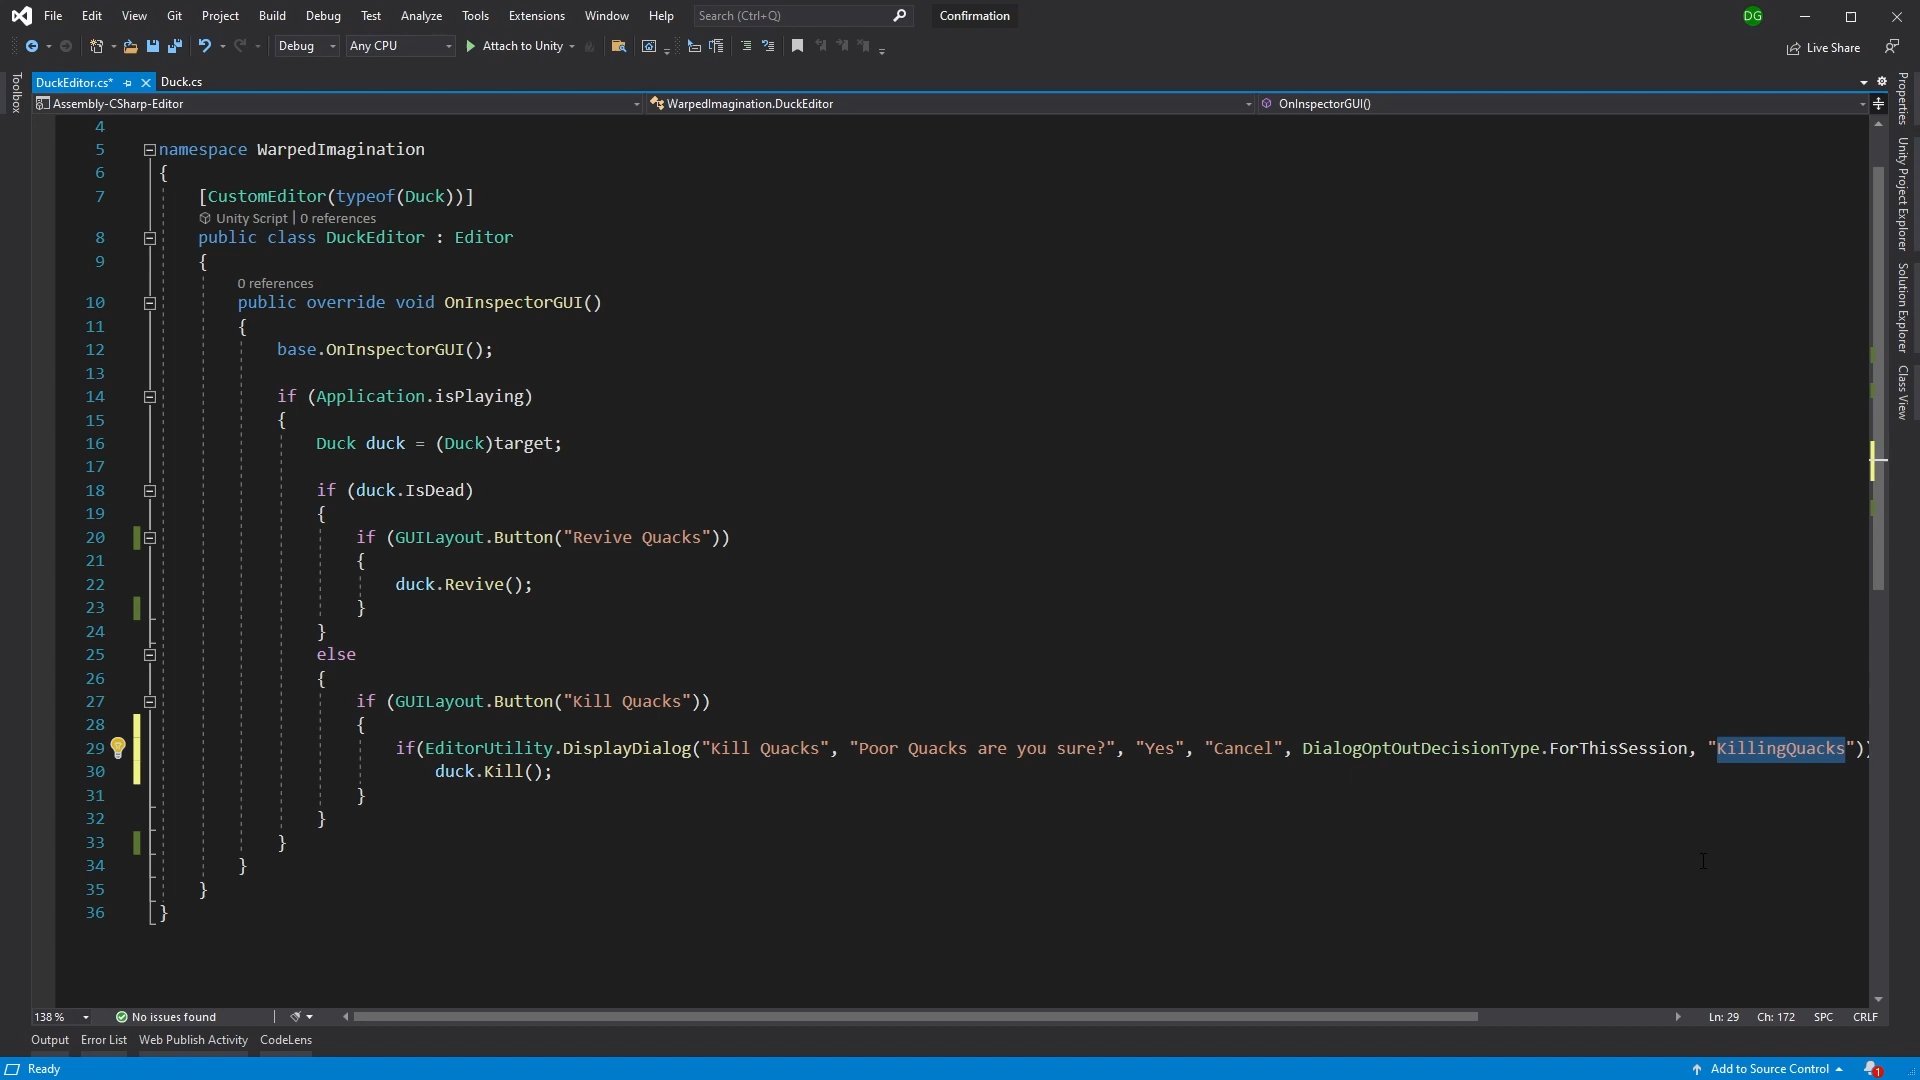 File Edit View Git Project Build Debug Test Analyze Tools Extensions Window Help Search (Ctrl+Q) Confirmation DG
Debug Any CPU Attach to Unity Live Share
DuckEditor.cs* Duck.cs
Assembly-CSharp-Editor WarpedImagination.DuckEditor OnInspectorGUI()
Toolbox
4
5 namespace WarpedImagination
6 {
7 [CustomEditor(typeof(Duck))]
Unity Script | 0 references
8 public class DuckEditor : Editor
9 {
0 references
10 public override void OnInspectorGUI()
11 {
12 base.OnInspectorGUI();
13
14 if (Application.isPlaying)
15 {
16 Duck duck = (Duck)target;
17
18 if (duck.IsDead)
19 {
20 if (GUILayout.Button("Revive Quacks"))
21 {
22 duck.Revive();
23 }
24 }
25 else
26 {
27 if (GUILayout.Button("Kill Quacks"))
28 {
29 if(EditorUtility.DisplayDialog("Kill Quacks", "Poor Quacks are you sure?", "Yes", "Cancel", DialogOptOutDecisionType.ForThisSession, "KillingQuacks"))
30 duck.Kill();
31 }
32 }
33 }
34 }
35 }
36 }
Properties
Unity Project Explorer
Solution Explorer
Class View
138 % No issues found Ln: 29 Ch: 172 SPC CRLF
Output Error List Web Publish Activity CodeLens
Ready Add to Source Control 1